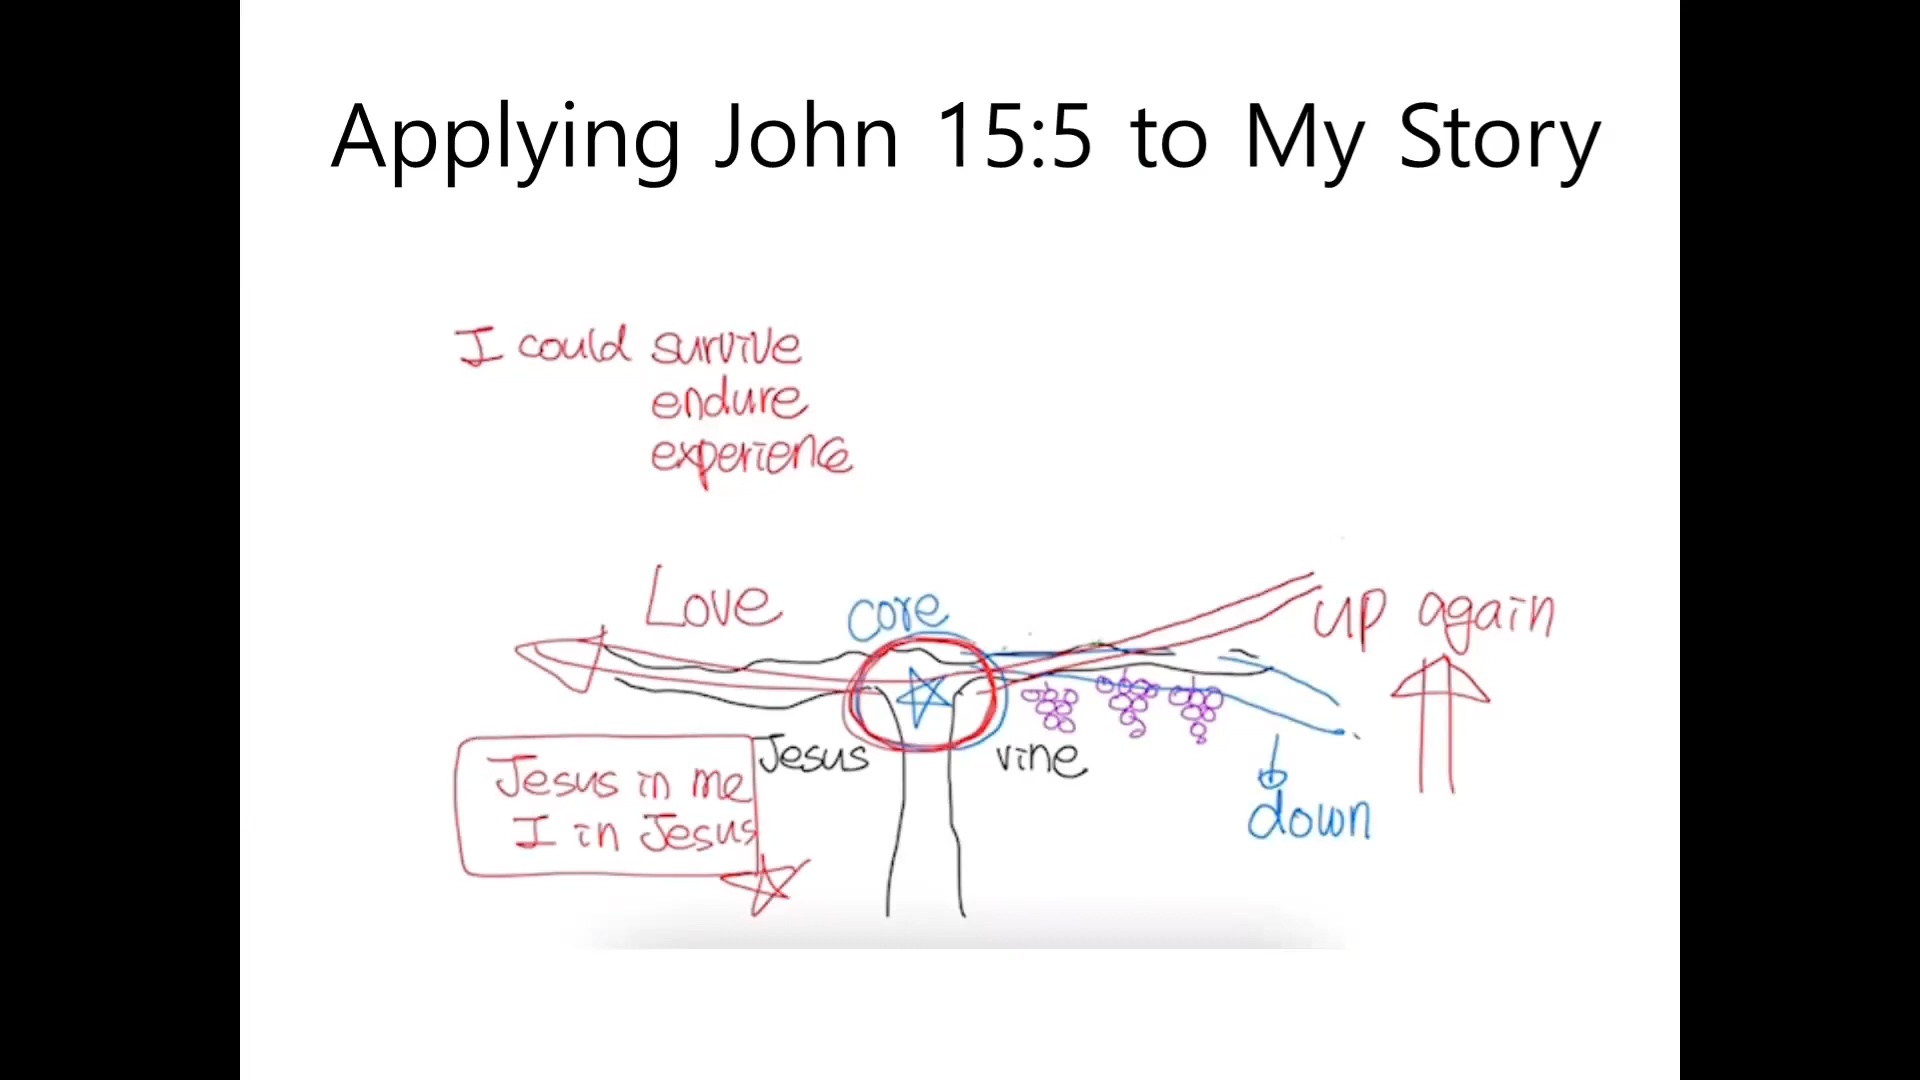 Applying John 15:5 to My Story
I could survive
endure
experience
Love
core
up again
Jesus
vine
Jesus in me
I in Jesus
down